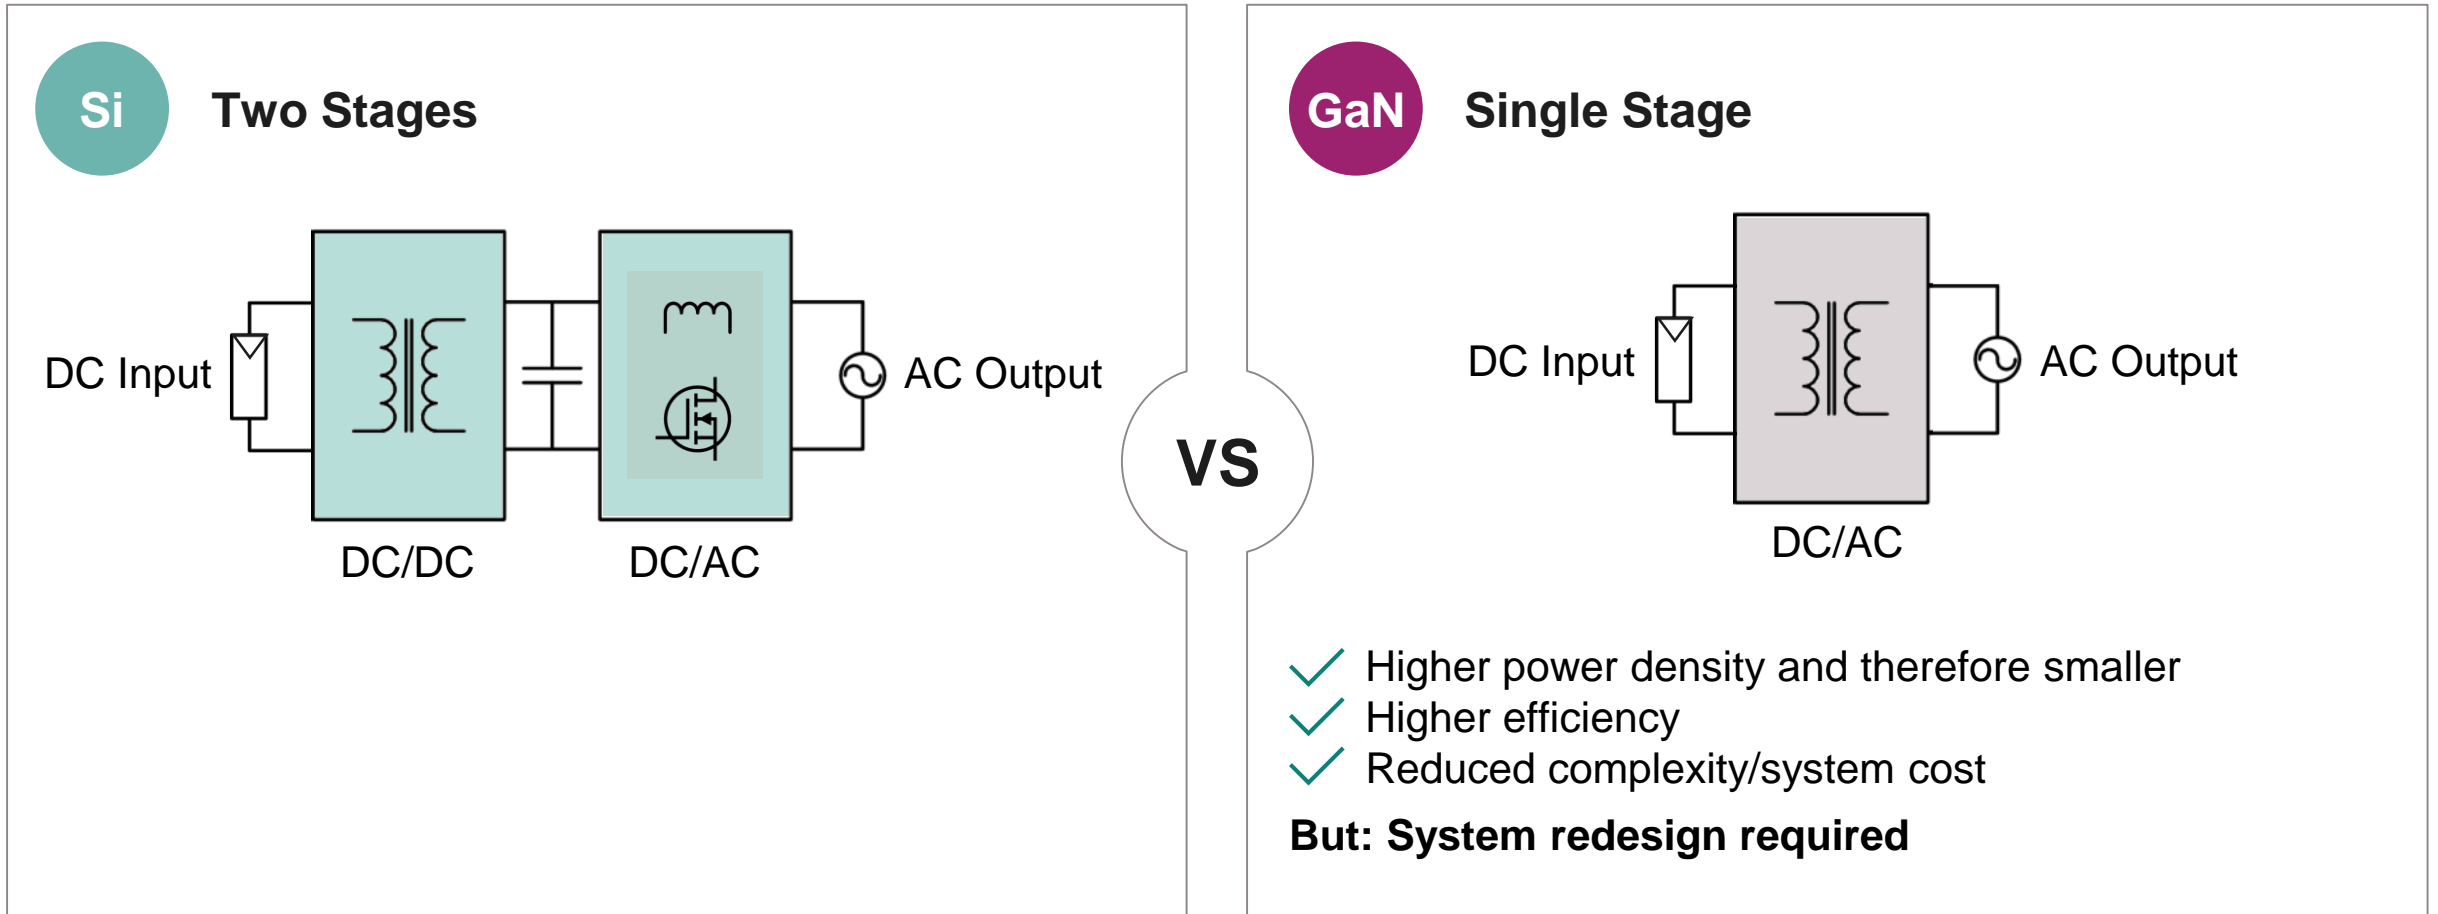 Si
Two Stages
DC Input
AC Output
DC/DC
DC/AC
VS
GaN
Single Stage
DC Input
AC Output
DC/AC
Higher power density and therefore smaller
Higher efficiency
Reduced complexity/system cost
But: System redesign required